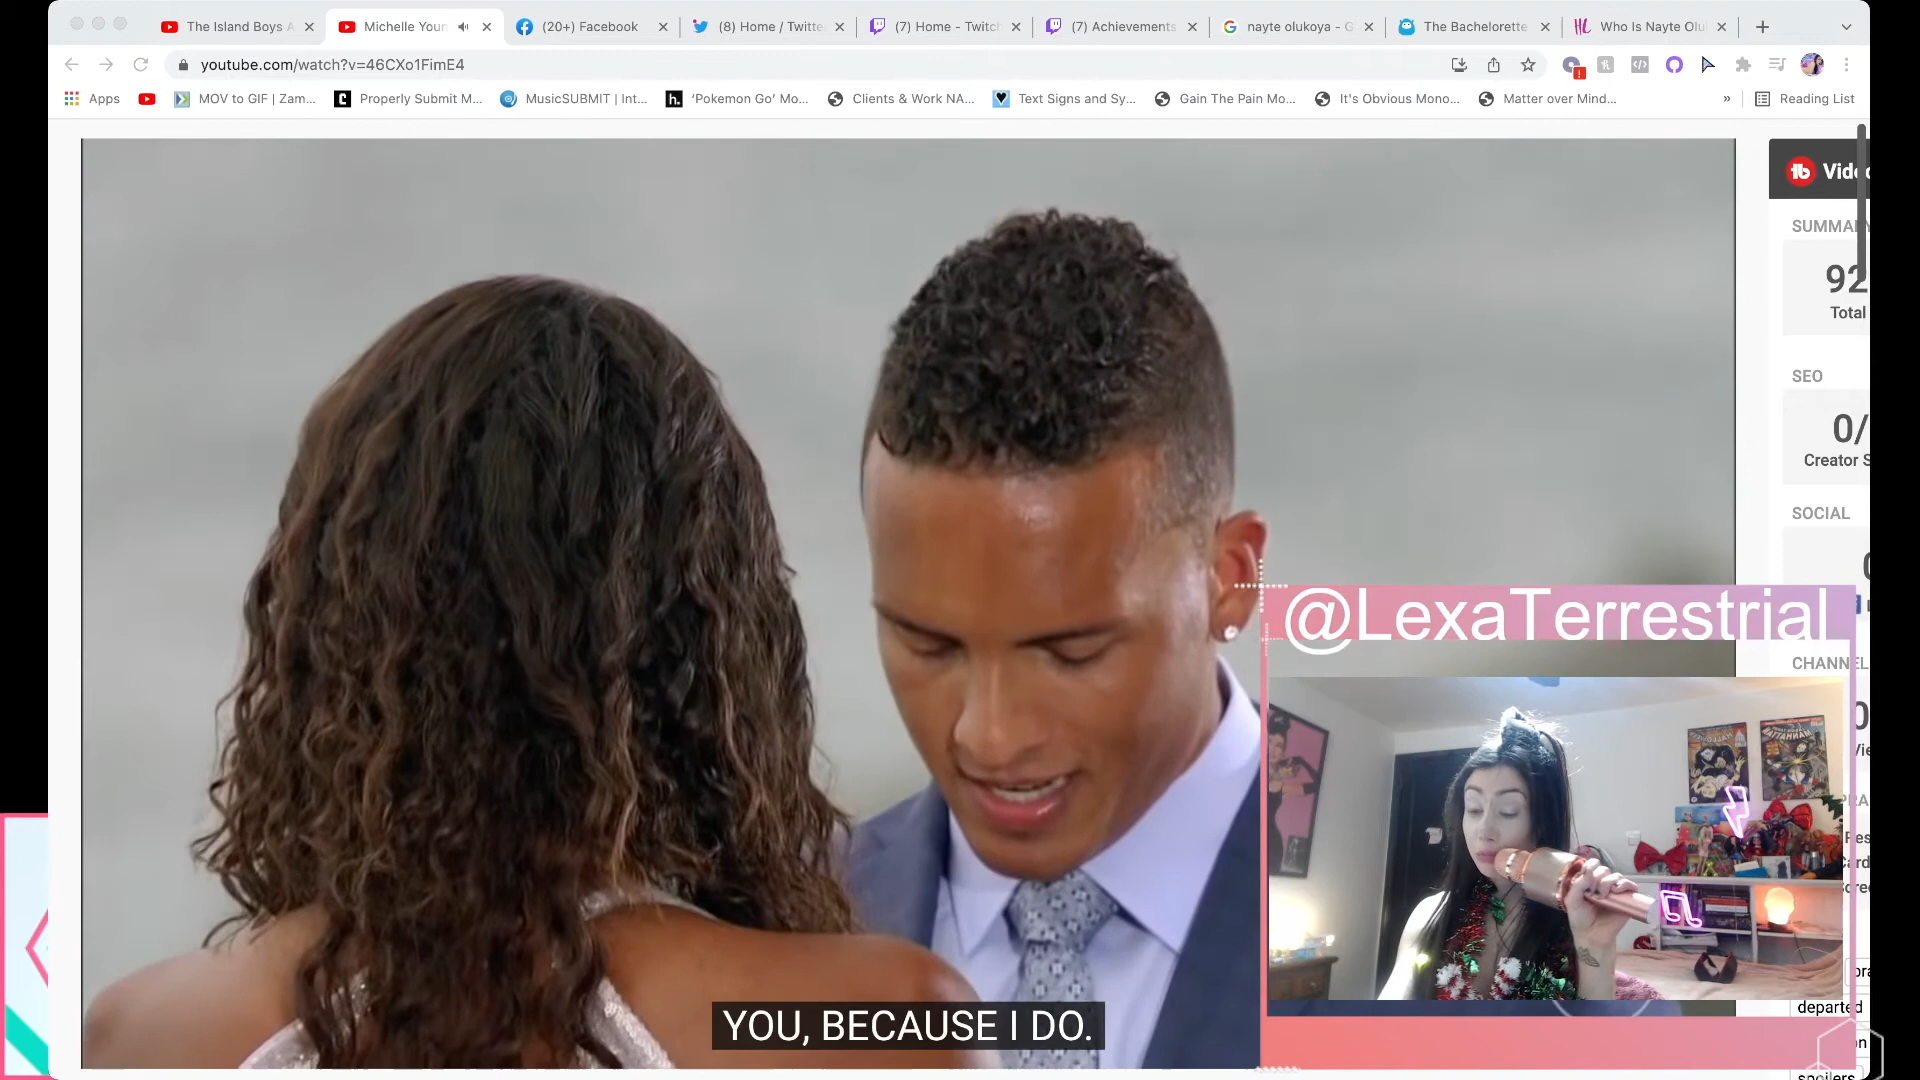 The Island Boys A
Michelle Youn
(20+) Facebook
(8) Home / Twitte
(7) Home - Twitch
(7) Achievements
nayte olukoya - G
The Bachelorette
Who Is Nayte Olu
youtube.com/watch?v=46CXo1FimE4
Apps
MOV to GIF | Zam...
Properly Submit M...
MusicSUBMIT | Int...
'Pokemon Go' Mo...
Clients & Work NA...
Text Signs and Sy...
Gain The Pain Mo...
It's Obvious Mono...
Matter over Mind...
»
Reading List
Vid
SUMMA
92
Total
SEO
0/
Creator S
SOCIAL
@LexaTerrestrial
CHANNEL
departed
on
spoilers
YOU, BECAUSE I DO.